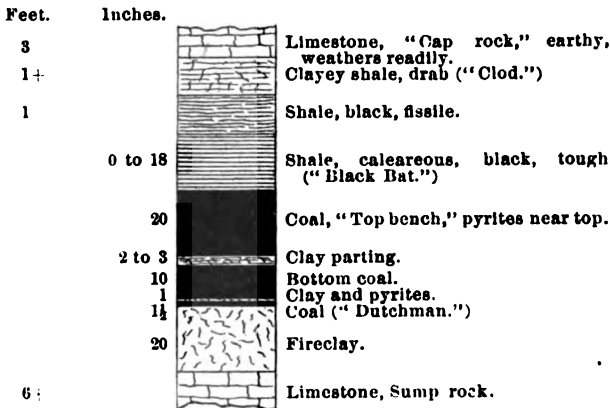 Feet. Inches.
3 Limestone, "Cap rock," earthy,
weathers readily.
1+ Clayey shale, drab ("Clod.")
1 Shale, black, fissile.
0 to 18 Shale, caleareous, black, tough
("Black Bat.")
20 Coal, "Top bench," pyrites near top.
2 to 3 Clay parting.
10 Bottom coal.
1 Clay and pyrites.
1½ Coal ("Dutchman.")
20 Fireclay.
6+ Limestone, Sump rock.